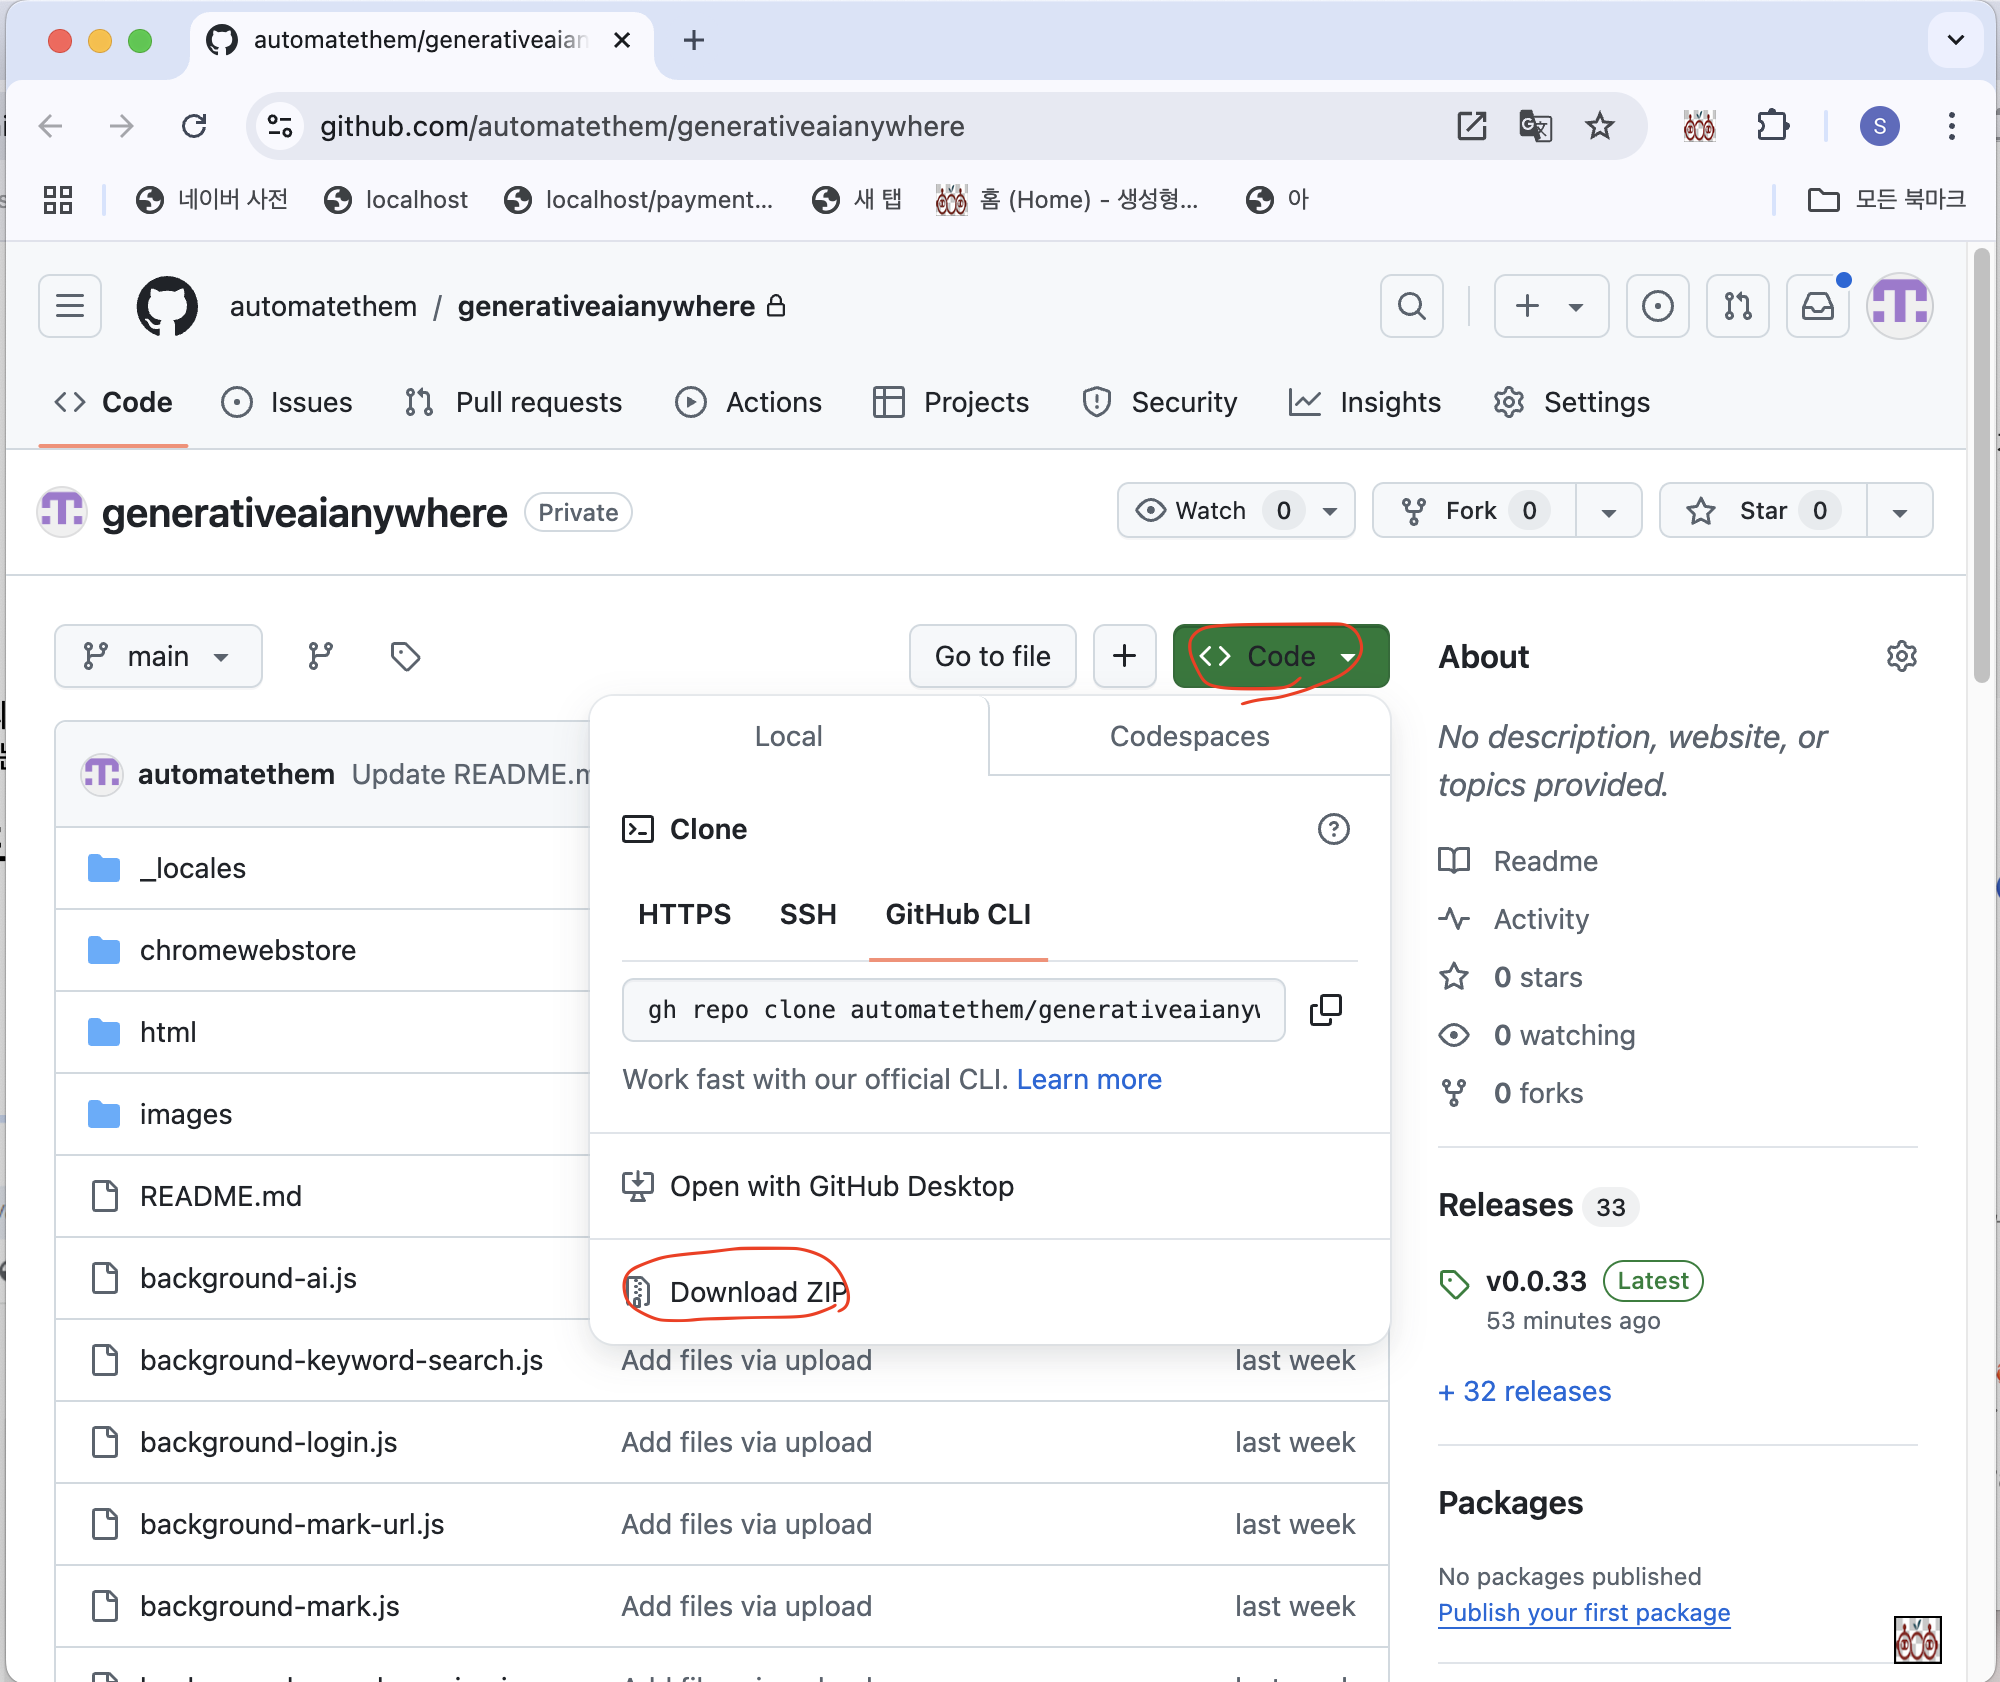 automatethem/generativeaian
github.com/automatethem/generativeaianywhere
S
네이버 사전
localhost
localhost/payment...
새 탭
홈 (Home) - 생성형...
아
모든 북마크
automatethem / generativeaianywhere
Code
Issues
Pull requests
Actions
Projects
Security
Insights
Settings
generativeaianywhere
Private
Watch 0
Fork 0
Star 0
main
Go to file
Code
Local
Codespaces
Clone
HTTPS
SSH
GitHub CLI
gh repo clone automatethem/generativeaianyw
Work fast with our official CLI. Learn more
Open with GitHub Desktop
Download ZIP
automatethem Update README.m
_locales
chromewebstore
html
images
README.md
background-ai.js
background-keyword-search.js Add files via upload last week
background-login.js Add files via upload last week
background-mark-url.js Add files via upload last week
background-mark.js Add files via upload last week
About
No description, website, or
topics provided.
Readme
Activity
0 stars
0 watching
0 forks
Releases 33
v0.0.33 Latest
53 minutes ago
+ 32 releases
Packages
No packages published
Publish your first package